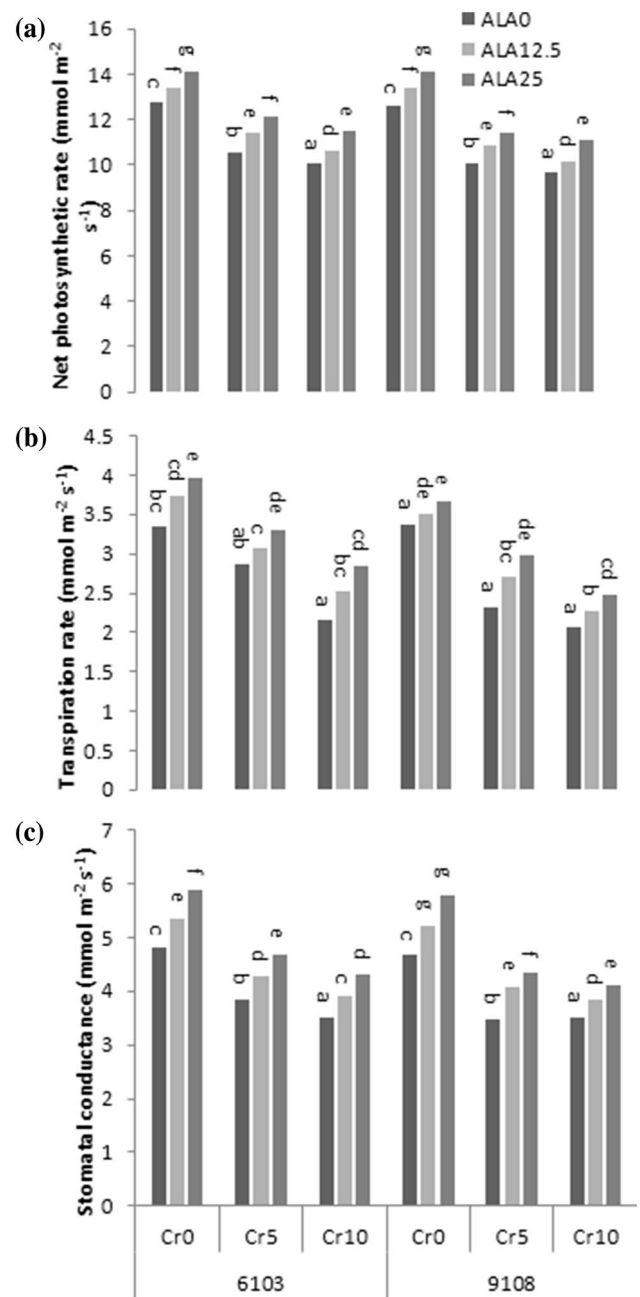 (a)
ALA0
ALA12.5
ALA25
Net photosynthetic rate (mmol m-2
s-1)
16
14
12
10
8
6
4
2
0
c f g b e f a d e c f g b e f a d e
(b)
Transpiration rate (mmol m-2 s-1)
4.5
4
3.5
3
2.5
2
1.5
1
0.5
0
bc cd e ab c de a bc cd a de e a bc de a b cd
(c)
Stomatal conductance (mmol m-2 s-1)
7
6
5
4
3
2
1
0
c e f b d e a c d c g g b e f a d e
Cr0 Cr5 Cr10 Cr0 Cr5 Cr10
6103 9108